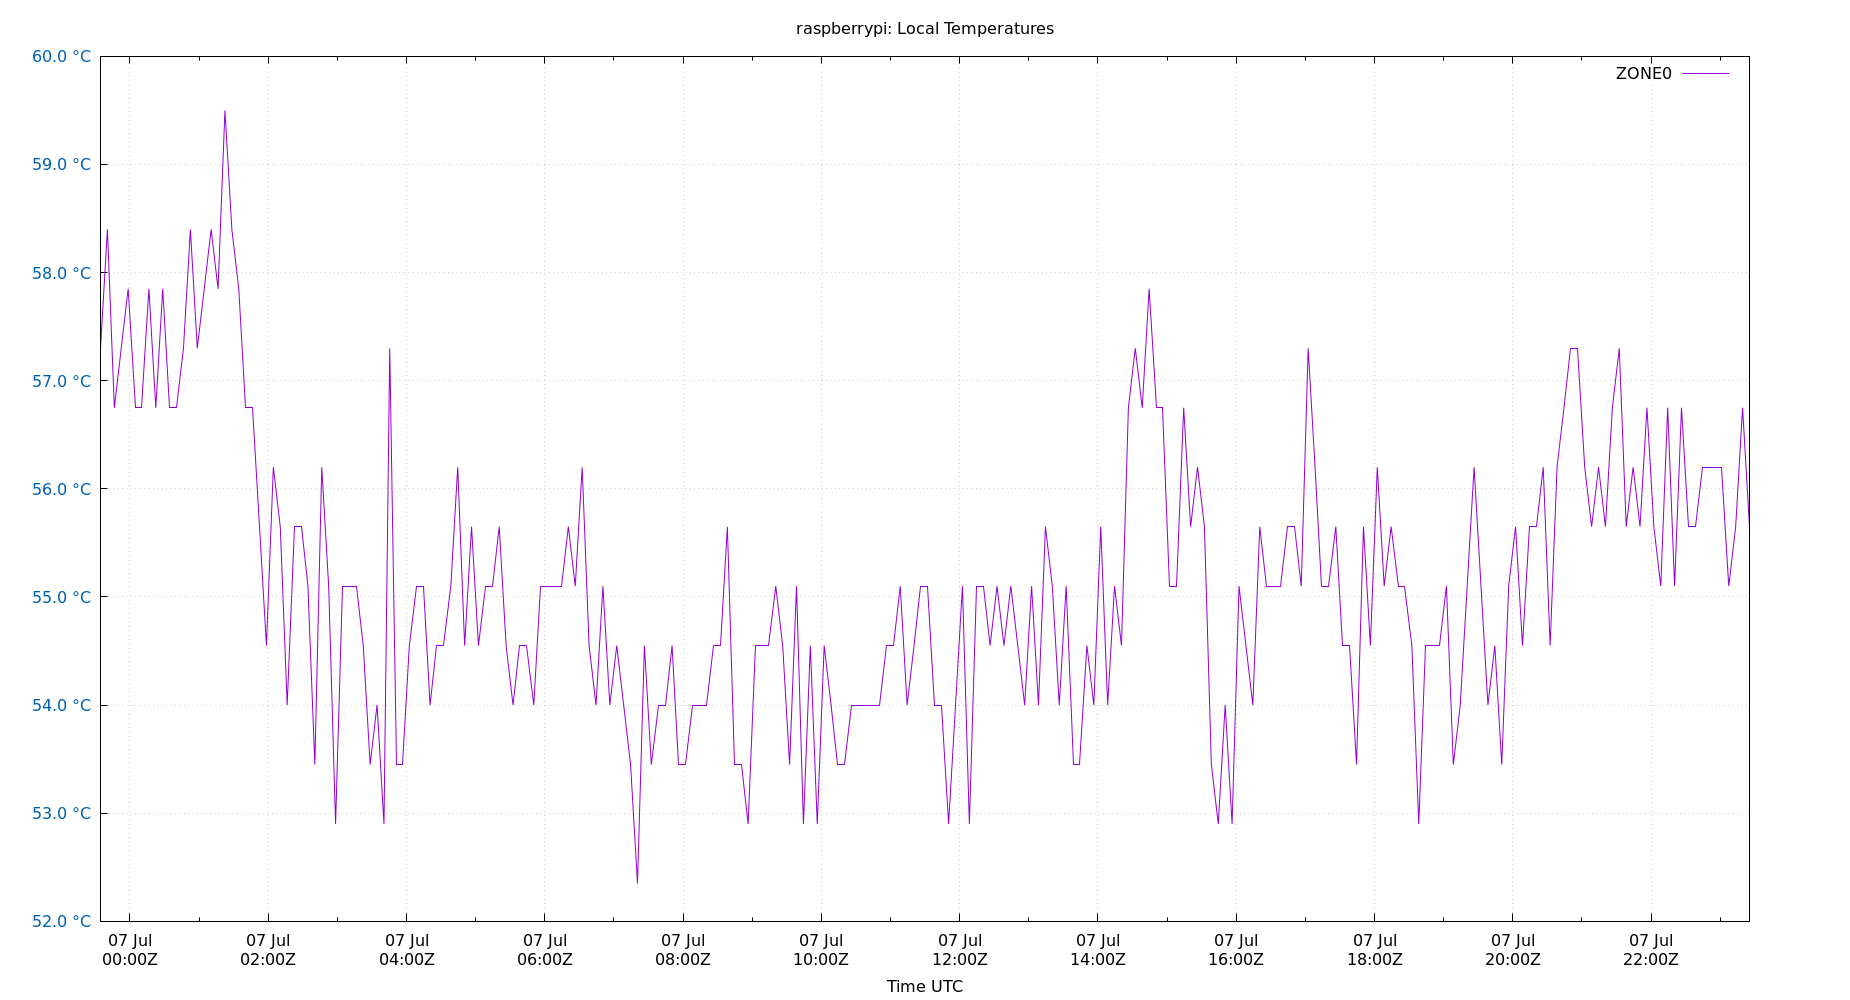 raspberrypi: Local Temperatures
60.0 °C
ZONE0
59.0 °C
58.0 °C
57.0 °C
56.0 °C
55.0 °C
54.0 °C
53.0 °C
52.0 °C
07 Jul 07 Jul 07 Jul 07 Jul 07 Jul 07 Jul 07 Jul 07 Jul 07 Jul 07 Jul 07 Jul 07 Jul
00:00Z 02:00Z 04:00Z 06:00Z 08:00Z 10:00Z 12:00Z 14:00Z 16:00Z 18:00Z 20:00Z 22:00Z
Time UTC